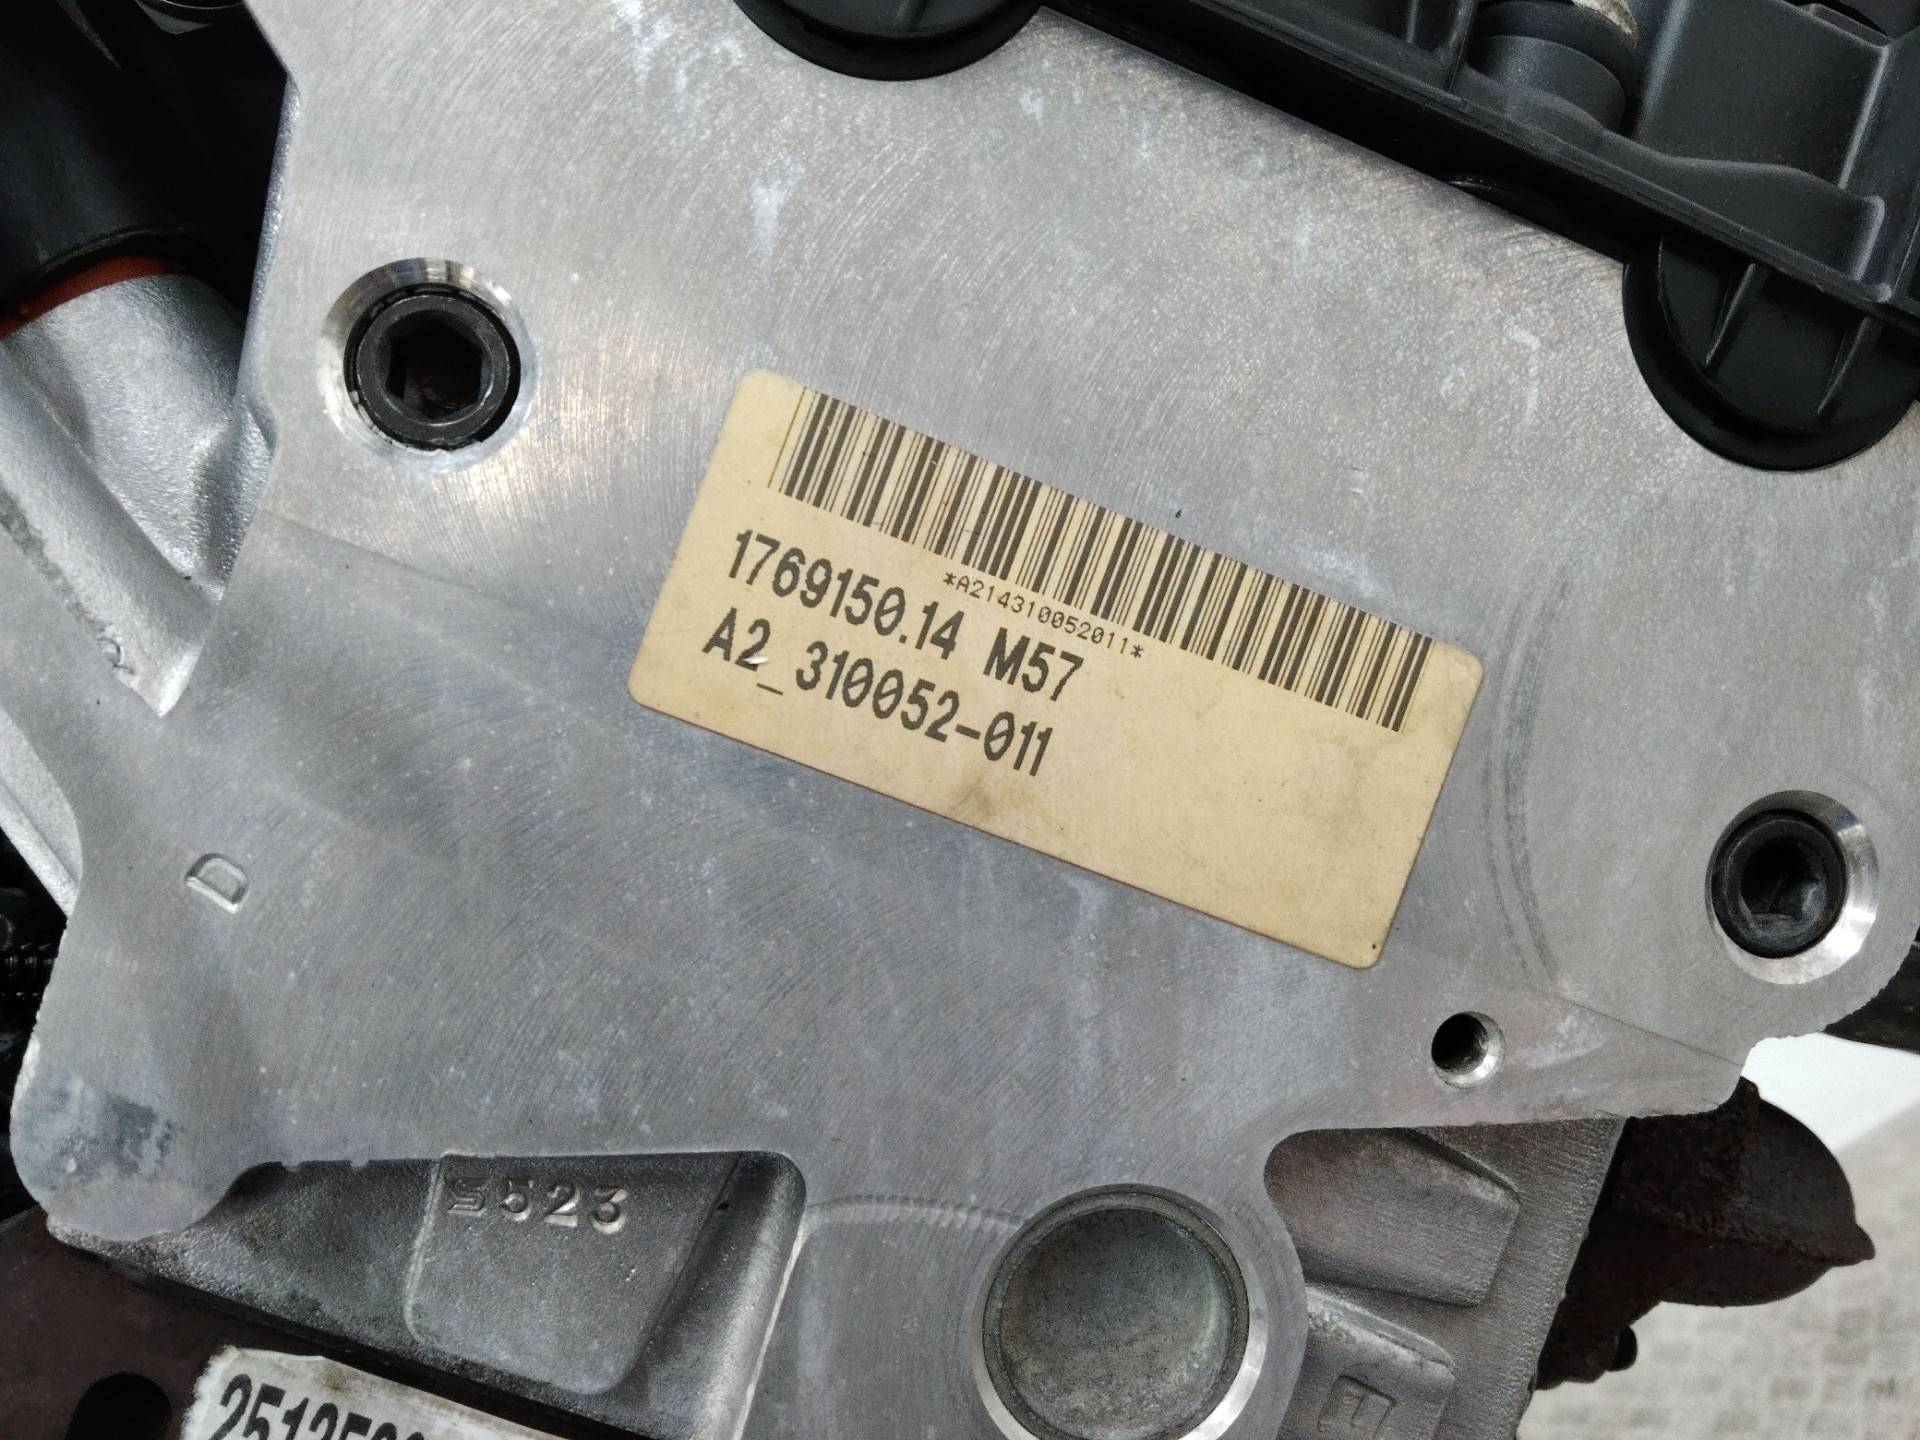 *A214310052011*
1769150.14 M57
A2_310052-011
D
S523